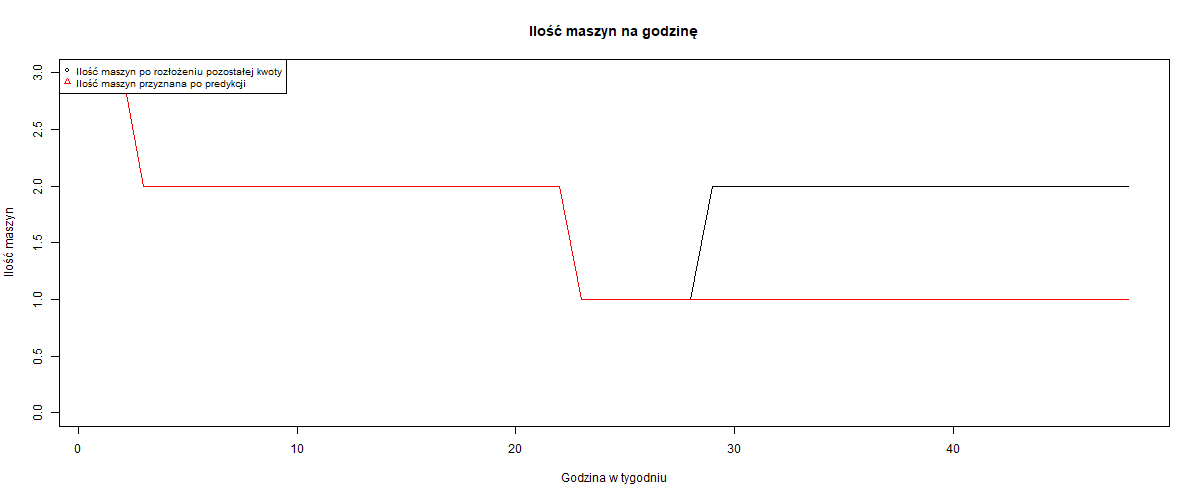 Ilość maszyn na godzinę
Ilość maszyn po rozłożeniu pozostałej kwoty
Ilość maszyn przyznana po predykcji
3.0
2.5
2.0
1.5
1.0
0.5
0.0
Ilość maszyn
0 10 20 30 40
Godzina w tygodniu